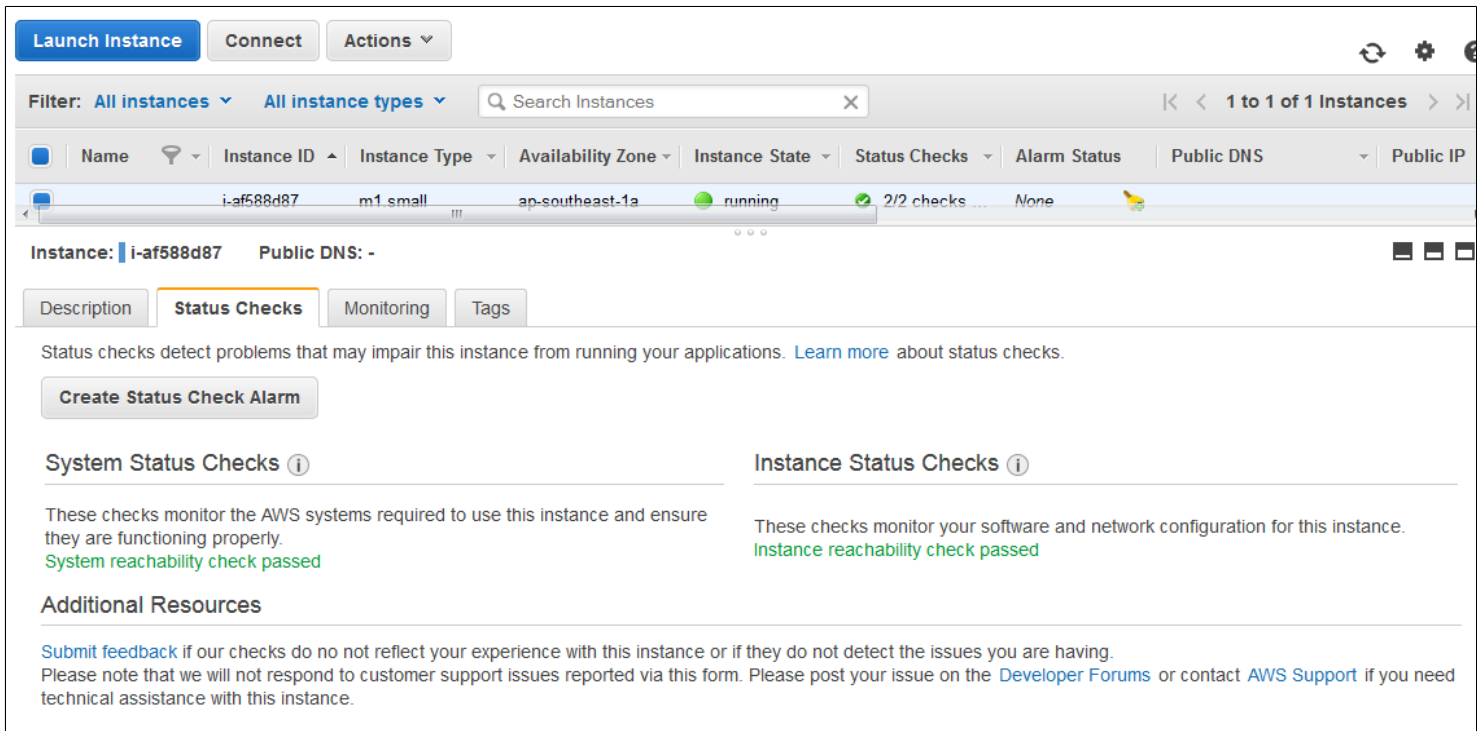 Launch Instance Connect Actions
Filter: All instances All instance types Search Instances 1 to 1 of 1 Instances
Name Instance ID Instance Type Availability Zone Instance State Status Checks Alarm Status Public DNS Public IP
i-af588d87 m1.small ap-southeast-1a running 2/2 checks ... None
Instance: i-af588d87 Public DNS: -
Description Status Checks Monitoring Tags
Status checks detect problems that may impair this instance from running your applications. Learn more about status checks.
Create Status Check Alarm
System Status Checks i
These checks monitor the AWS systems required to use this instance and ensure
they are functioning properly.
System reachability check passed
Instance Status Checks i
These checks monitor your software and network configuration for this instance.
Instance reachability check passed
Additional Resources
Submit feedback if our checks do no not reflect your experience with this instance or if they do not detect the issues you are having.
Please note that we will not respond to customer support issues reported via this form. Please post your issue on the Developer Forums or contact AWS Support if you need
technical assistance with this instance.